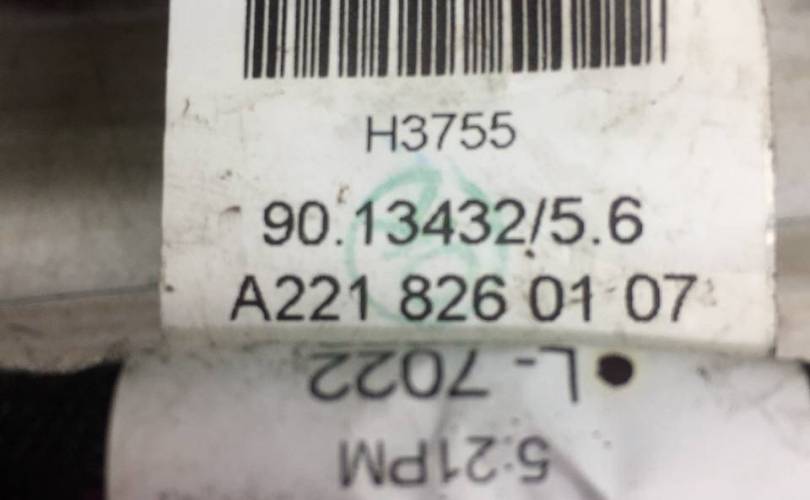 H3755
90.13432/5.6
A221 826 01 07
L-7022
5:21PM